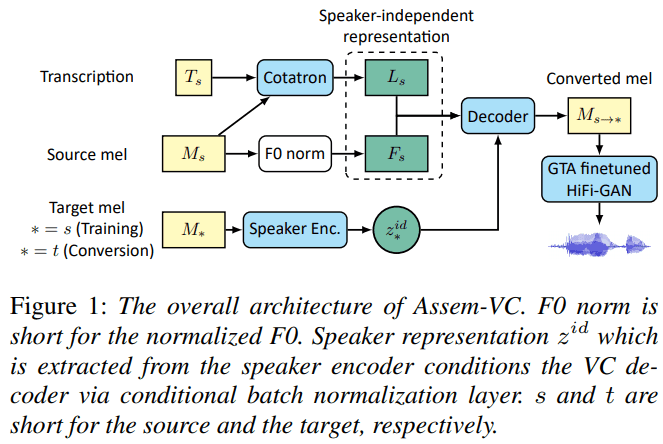 Speaker-independent
representation
Transcription
T_s
Cotatron
L_s
Converted mel
Decoder
M_{s→*}
Source mel
M_s
F0 norm
F_s
GTA finetuned
HiFi-GAN
Target mel
* = s (Training)
* = t (Conversion)
M_*
Speaker Enc.
z_*^{id}
Figure 1: The overall architecture of Assem-VC. F0 norm is
short for the normalized F0. Speaker representation z^{id} which
is extracted from the speaker encoder conditions the VC de-
coder via conditional batch normalization layer. s and t are
short for the source and the target, respectively.